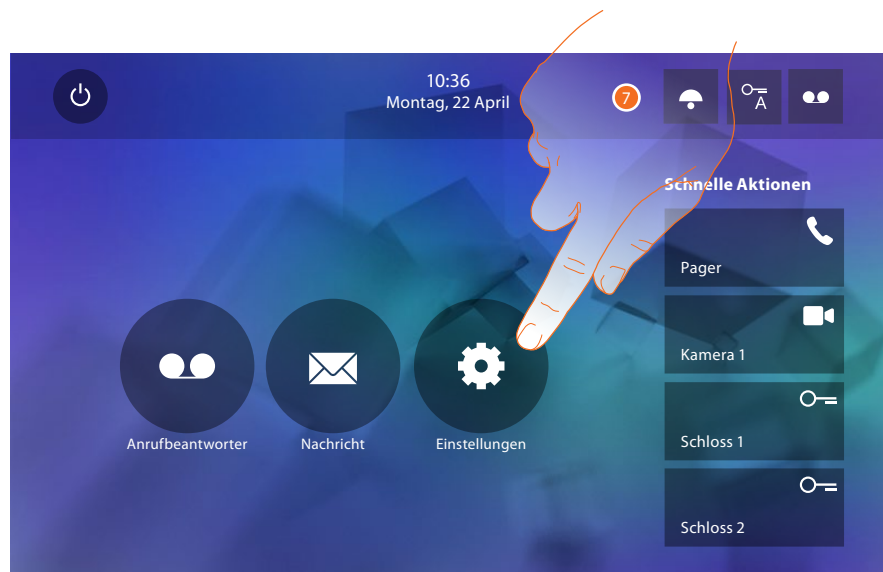 10:36
Montag, 22 April
7
A
Schnelle Aktionen
Pager
Kamera 1
Schloss 1
Schloss 2
Anrufbeantworter
Nachricht
Einstellungen